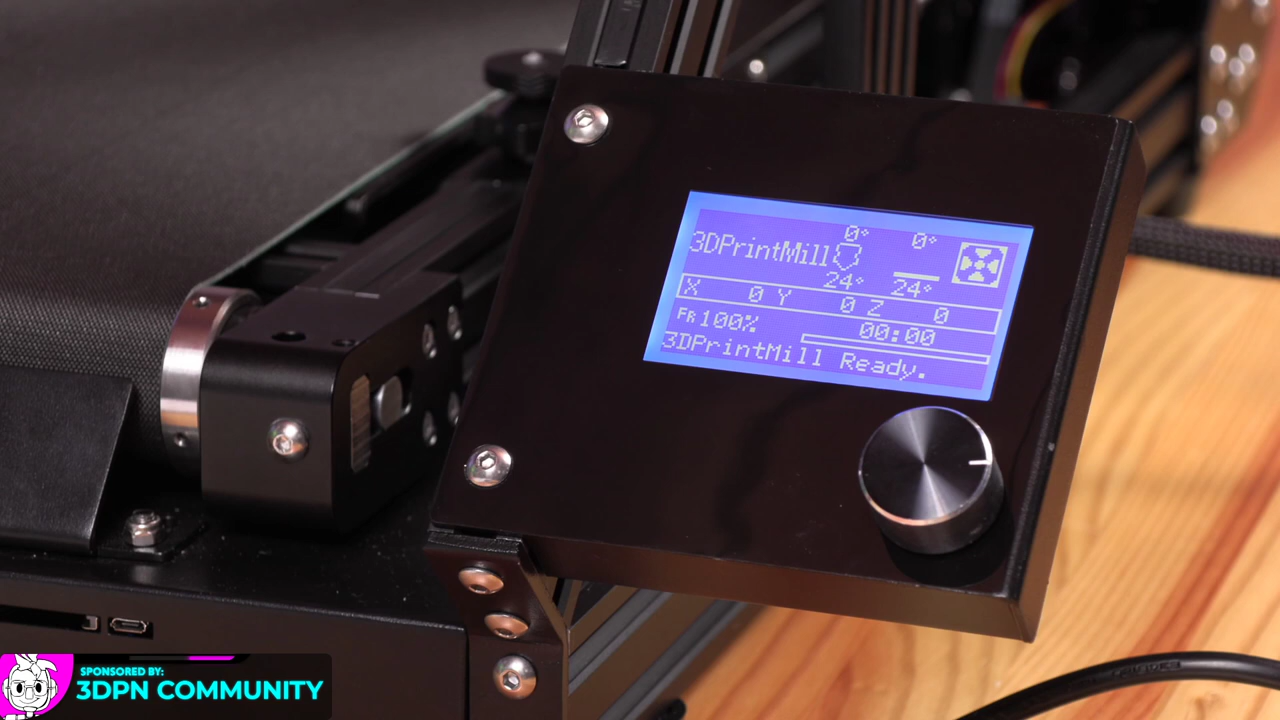 0° 0°
3DPrintMill
24° 24°
X 0 Y 0 Z 0
FR 100% 00:00
3DPrintMill Ready.
SPONSORED BY:
3DPN COMMUNITY